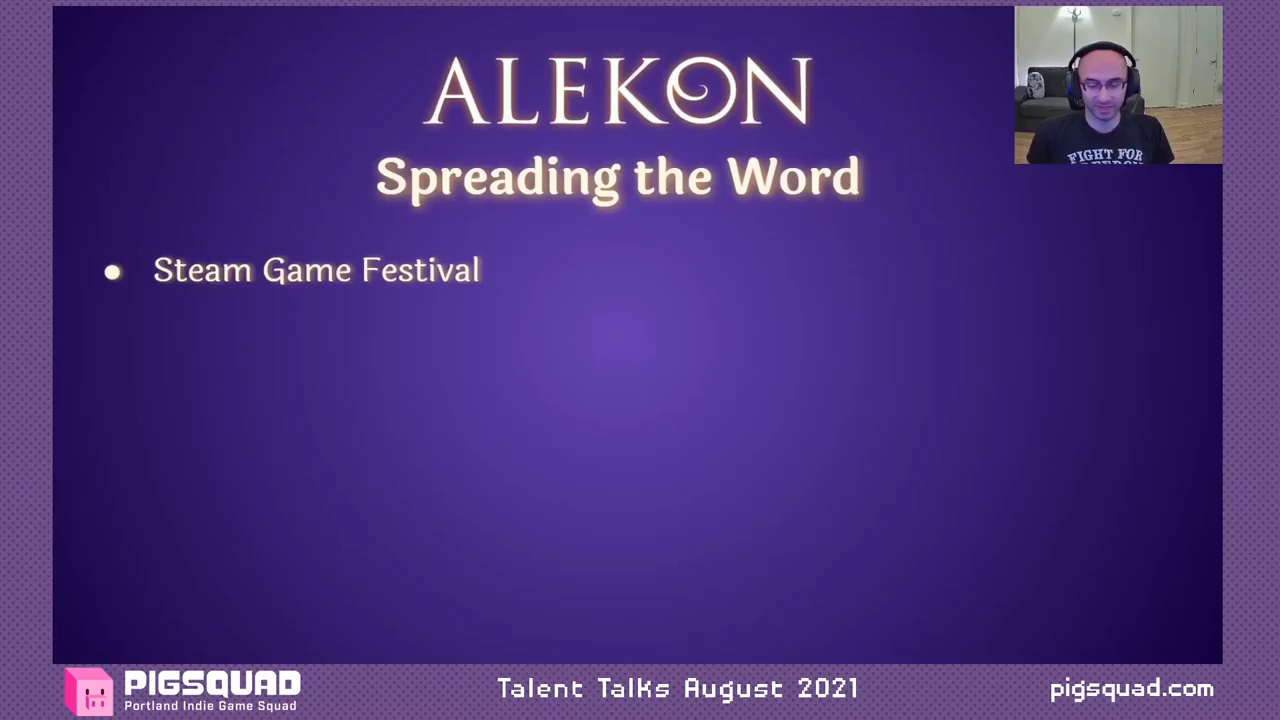 ALEKON
Spreading the Word
FIGHT FOR
FREEDOM
• Steam Game Festival
PIGSQUAD
Portland Indie Game Squad
Talent Talks August 2021
pigsquad.com